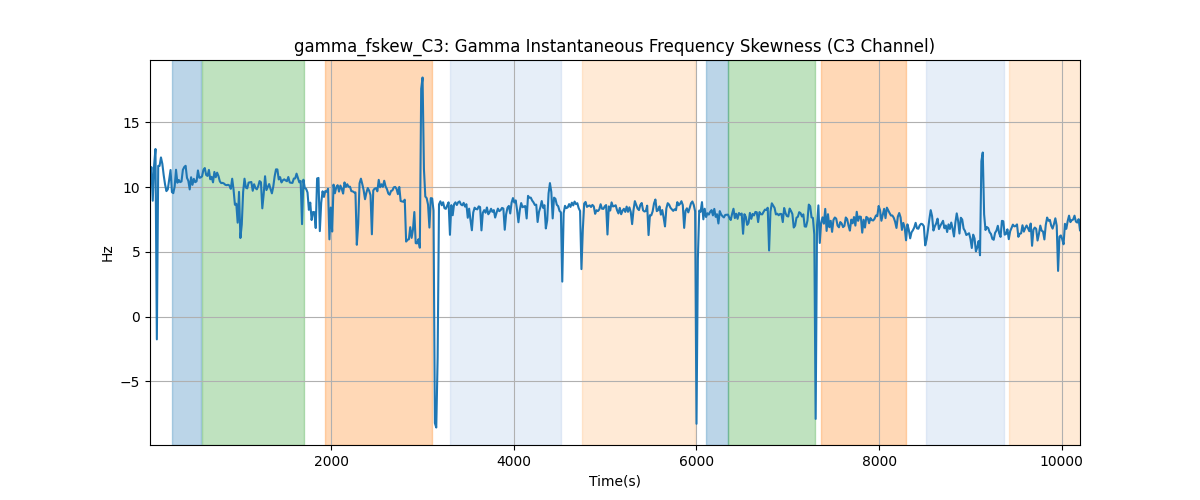 gamma_fskew_C3: Gamma Instantaneous Frequency Skewness (C3 Channel)
Hz
15
10
5
0
−5
2000 4000 6000 8000 10000
Time(s)